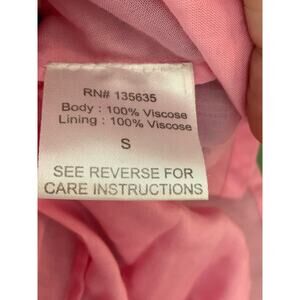 RN# 135635
Body : 100% Viscose
Lining : 100% Viscose
S
SEE REVERSE FOR
CARE INSTRUCTIONS